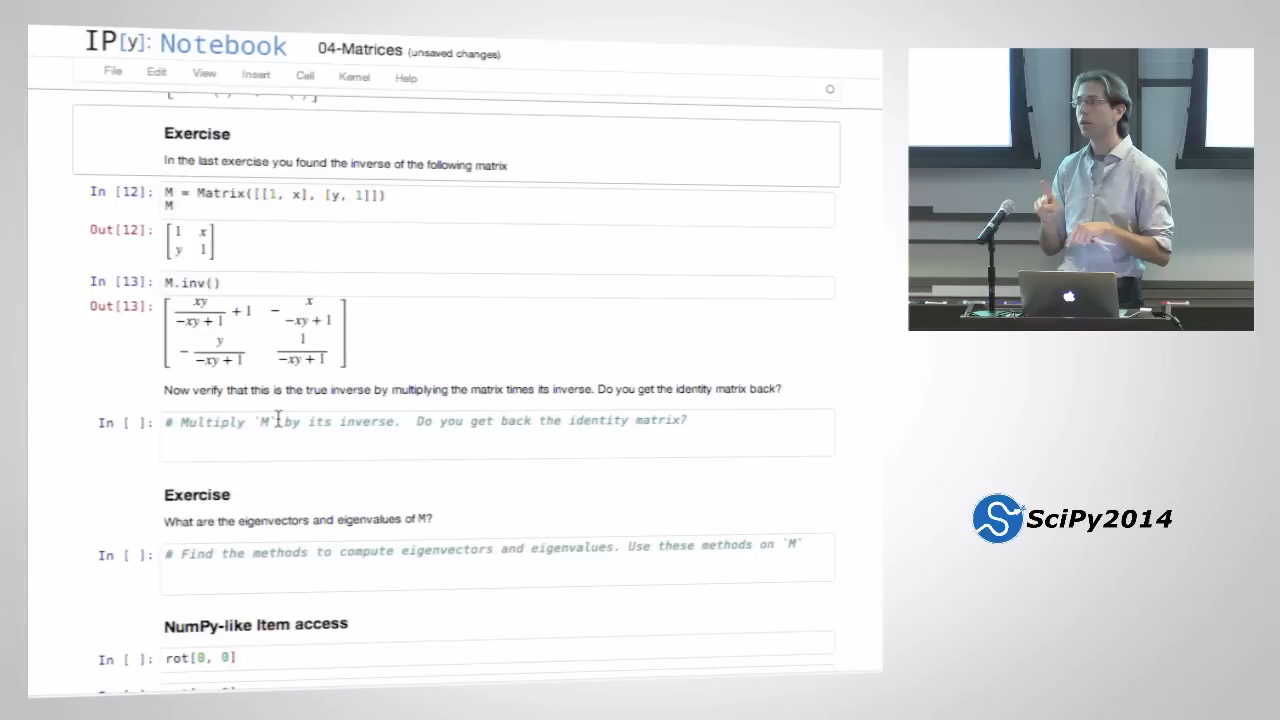 IP[y]: Notebook 04-Matrices (unsaved changes)
File Edit View Insert Cell Kernel Help
Exercise
In the last exercise you found the inverse of the following matrix
In [12]: M = Matrix([[1, x], [y, 1]])
M
Out[12]: [1 x
y 1]
In [13]: M.inv()
Out[13]: [xy/(-xy + 1) + 1 - x/(-xy + 1)
- y/(-xy + 1) 1/(-xy + 1)]
Now verify that this is the true inverse by multiplying the matrix times its inverse. Do you get the identity matrix back?
In [ ]: # Multiply `M` by its inverse. Do you get back the identity matrix?
Exercise
What are the eigenvectors and eigenvalues of M?
In [ ]: # Find the methods to compute eigenvectors and eigenvalues. Use these methods on `M`
NumPy-like Item access
In [ ]: rot[0, 0]
SciPy2014